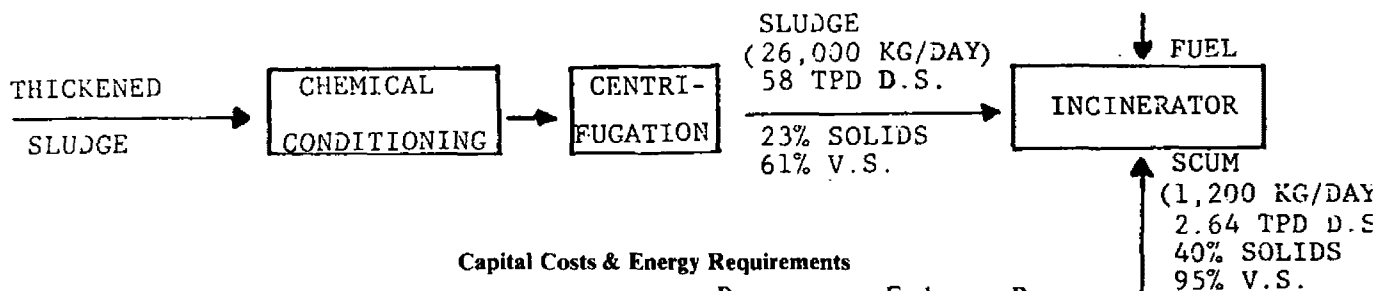 SLUDGE
(26,000 KG/DAY)
58 TPD D.S.
FUEL
THICKENED
SLUDGE
CHEMICAL
CONDITIONING
CENTRI-
FUGATION
INCINERATOR
23% SOLIDS
61% V.S.
SCUM
(1,200 KG/DAY
2.64 TPD D.S
40% SOLIDS
95% V.S.
Capital Costs & Energy Requirements